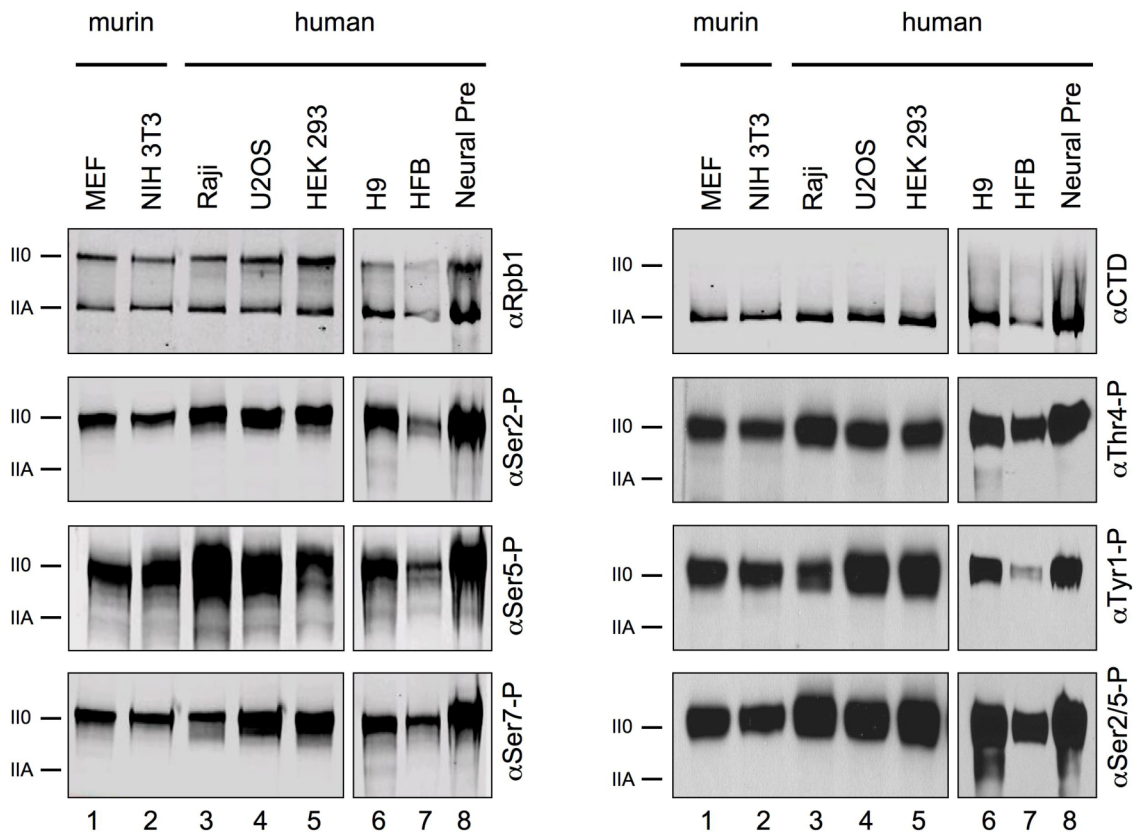 murin human
MEF NIH 3T3 Raji U2OS HEK 293 H9 HFB Neural Pre
II0
IIA
αRpb1
II0
IIA
αSer2-P
II0
IIA
αSer5-P
II0
IIA
αSer7-P
1 2 3 4 5 6 7 8
murin human
MEF NIH 3T3 Raji U2OS HEK 293 H9 HFB Neural Pre
II0
IIA
αCTD
II0
IIA
αThr4-P
II0
IIA
αTyr1-P
II0
IIA
αSer2/5-P
1 2 3 4 5 6 7 8